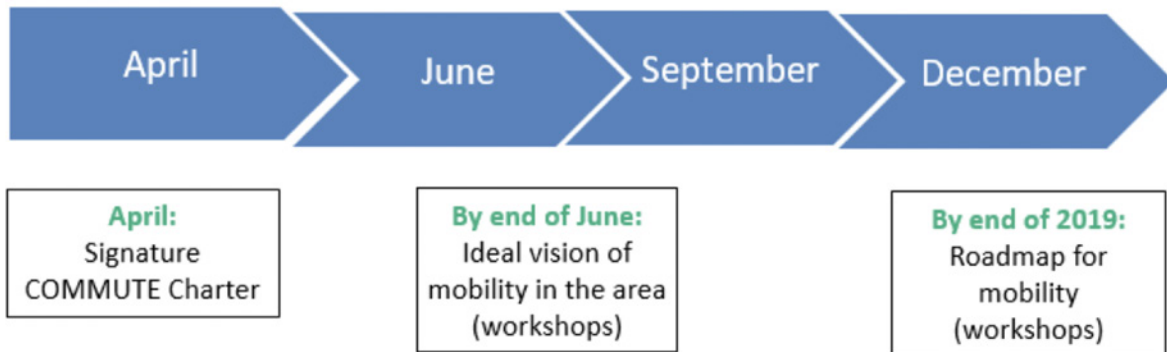 April
June
September
December
April:
Signature
COMMUTE Charter
By end of June:
Ideal vision of
mobility in the area
(workshops)
By end of 2019:
Roadmap for
mobility
(workshops)